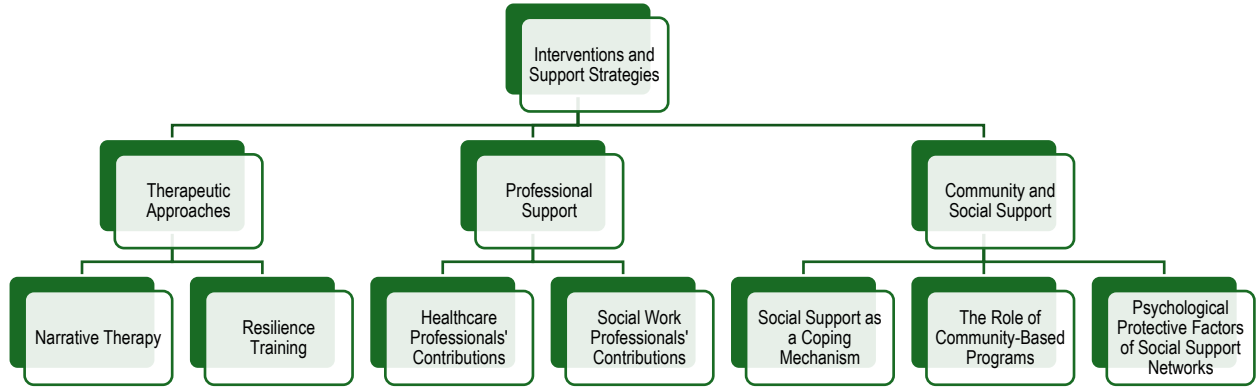 Interventions and
Support Strategies
Therapeutic
Approaches
Professional
Support
Community and
Social Support
Narrative Therapy
Resilience
Training
Healthcare
Professionals'
Contributions
Social Work
Professionals'
Contributions
Social Support as
a Coping
Mechanism
The Role of
Community-Based
Programs
Psychological
Protective Factors
of Social Support
Networks